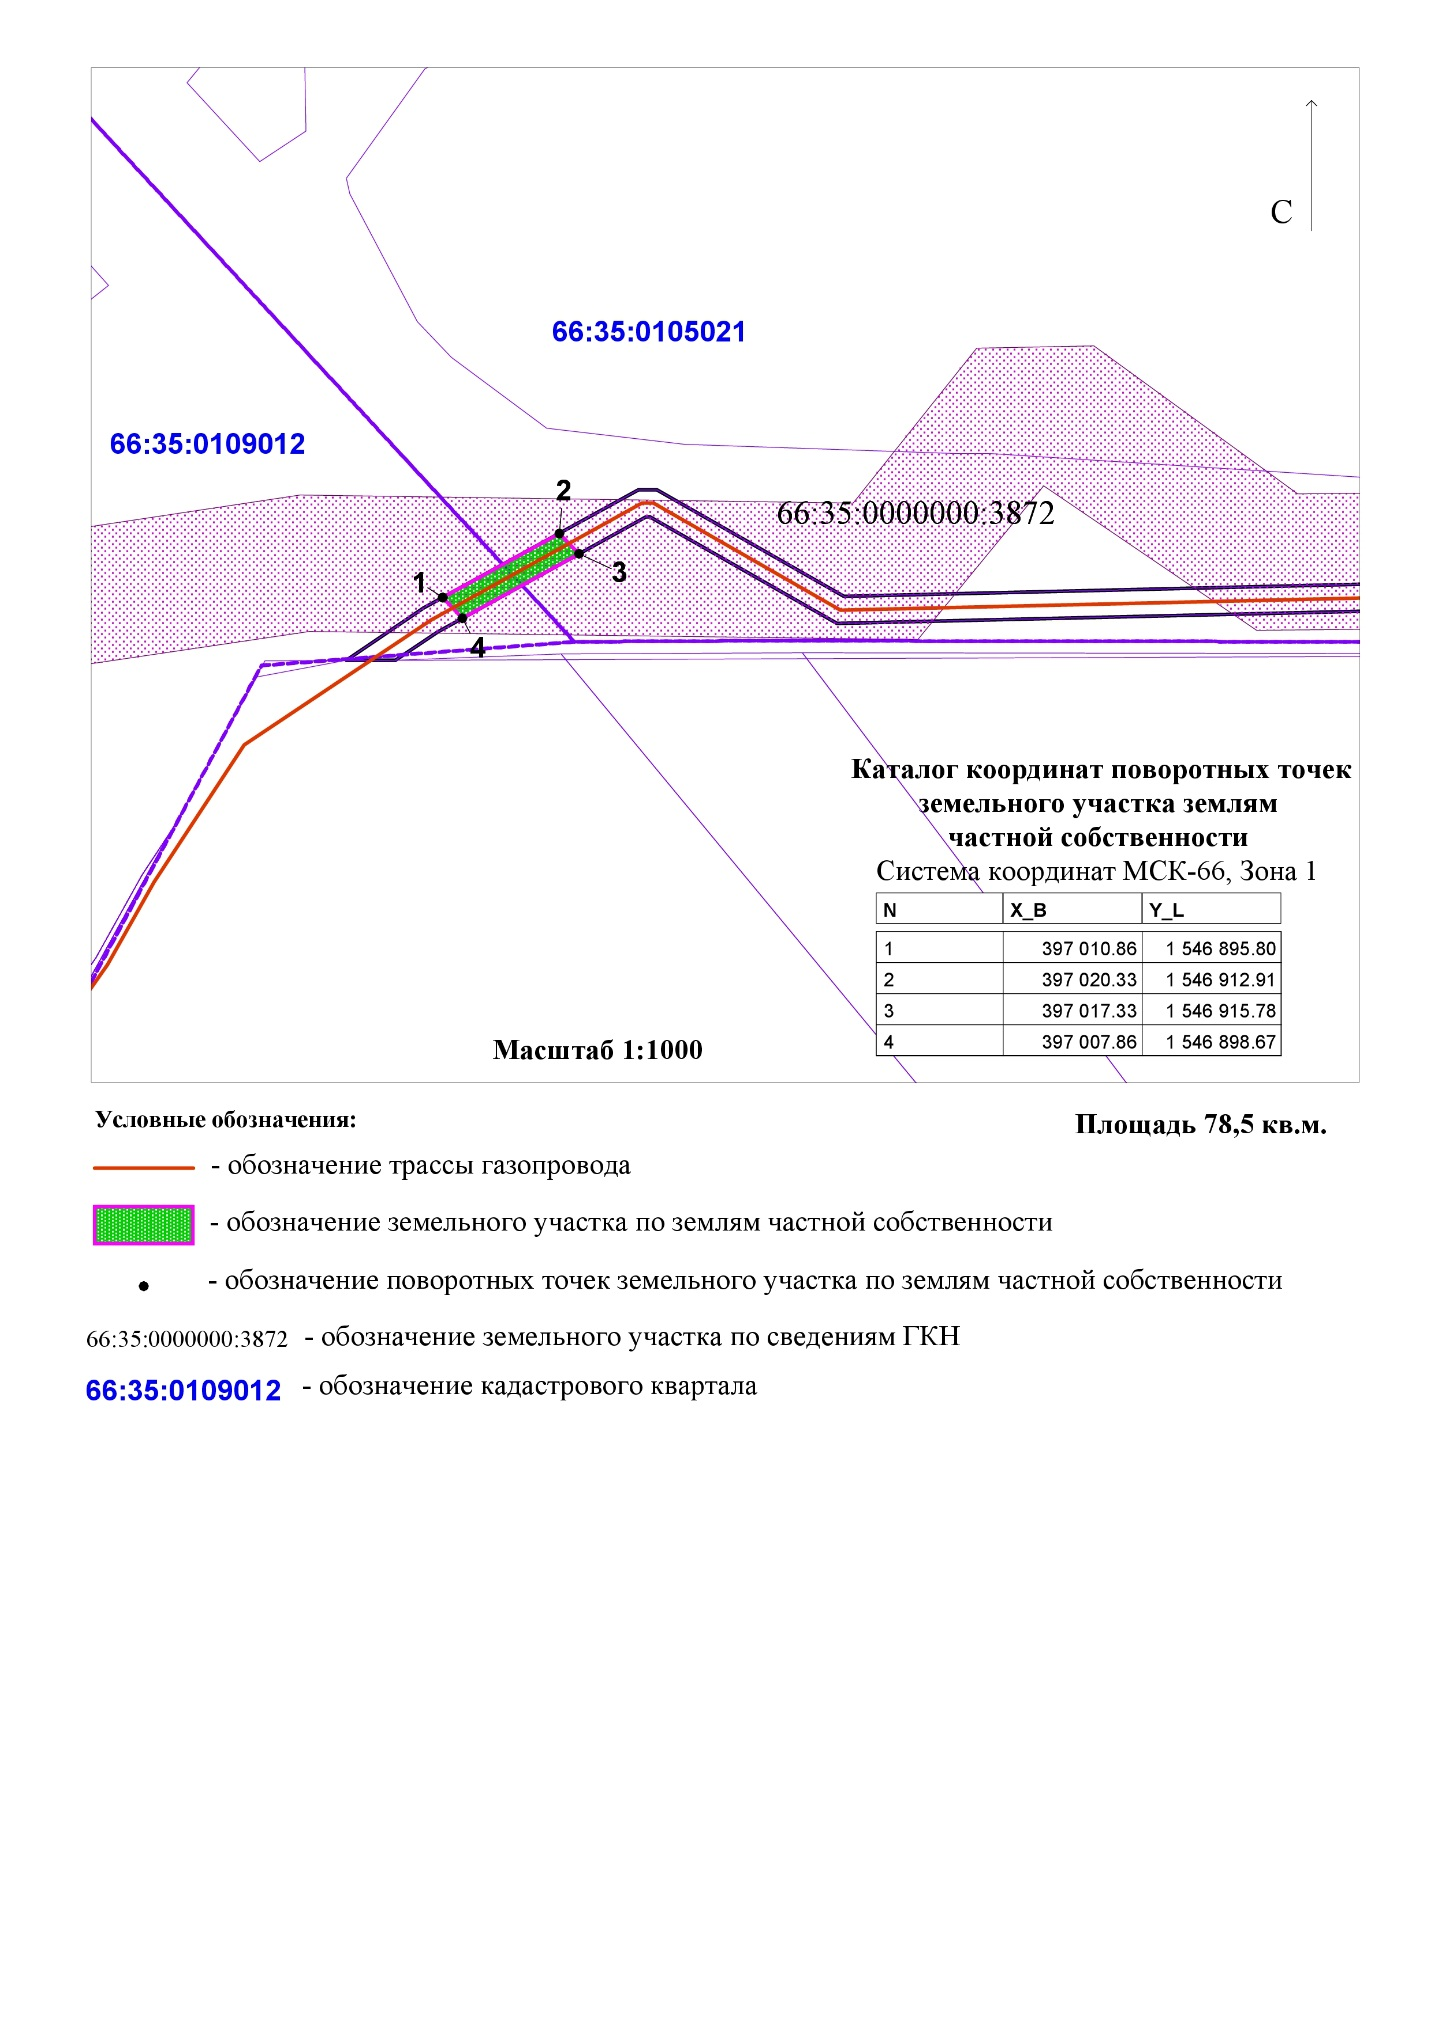 С
66:35:0105021
66:35:0109012
2
66:35:0000000:3872
1
3
4
Каталог координат поворотных точек
земельного участка землям
частной собственности
Система координат МСК-66, Зона 1
N X_B Y_L
1 397 010.86 1 546 895.80
2 397 020.33 1 546 912.91
3 397 017.33 1 546 915.78
4 397 007.86 1 546 898.67
Масштаб 1:1000
Условные обозначения:
Площадь 78,5 кв.м.
- обозначение трассы газопровода
- обозначение земельного участка по землям частной собственности
- обозначение поворотных точек земельного участка по землям частной собственности
66:35:0000000:3872 - обозначение земельного участка по сведениям ГКН
66:35:0109012 - обозначение кадастрового квартала